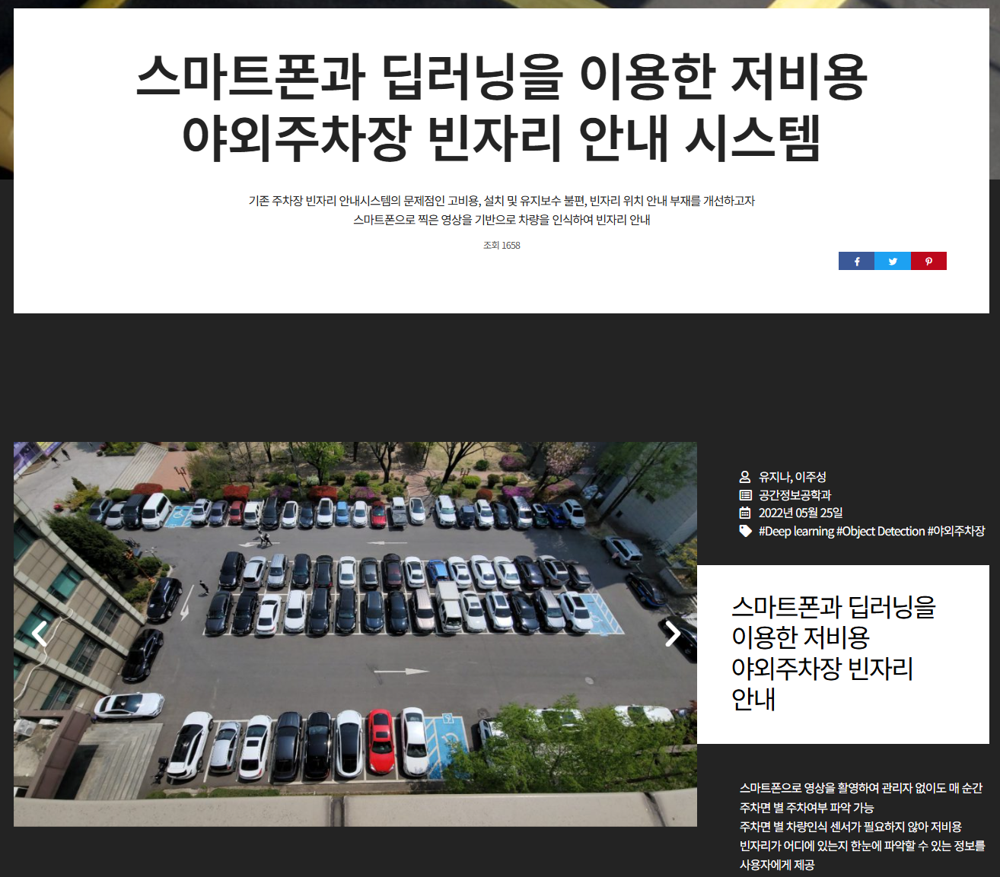 스마트폰과 딥러닝을 이용한 저비용
야외주차장 빈자리 안내 시스템
기존 주차장 빈자리 안내시스템의 문제점인 고비용, 설치 및 유지보수 불편, 빈자리 위치 안내 부재를 개선하고자
스마트폰으로 찍은 영상을 기반으로 차량을 인식하여 빈자리 안내
조회 1658
유지나, 이주성
공간정보공학과
2022년 05월 25일
#Deep learning #Object Detection #야외주차장
스마트폰과 딥러닝을
이용한 저비용
야외주차장 빈자리
안내
스마트폰으로 영상을 활영하여 관리자 없이도 매 순간
주차면 별 주차여부 파악 가능
주차면 별 차량인식 센서가 필요하지 않아 저비용
빈자리가 어디에 있는지 한눈에 파악할 수 있는 정보를
사용자에게 제공